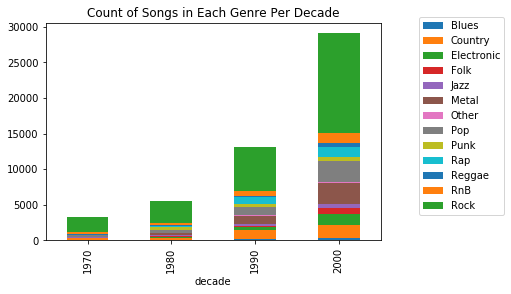 Count of Songs in Each Genre Per Decade
30000
25000
20000
15000
10000
5000
0
1970
1980
1990
2000
decade
Blues
Country
Electronic
Folk
Jazz
Metal
Other
Pop
Punk
Rap
Reggae
RnB
Rock